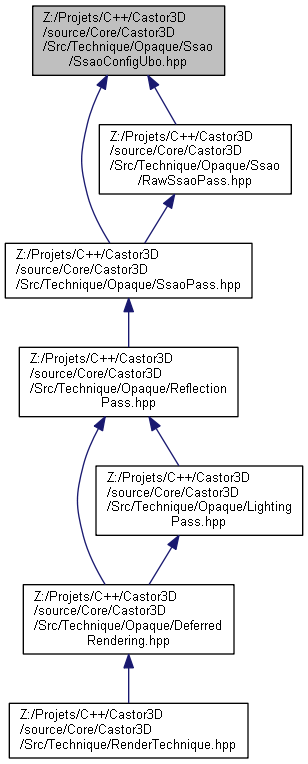 Z:/Projets/C++/Castor3D
/source/Core/Castor3D
/Src/Technique/Opaque/Ssao
/SsaoConfigUbo.hpp
Z:/Projets/C++/Castor3D
/source/Core/Castor3D
/Src/Technique/Opaque/Ssao
/RawSsaoPass.hpp
Z:/Projets/C++/Castor3D
/source/Core/Castor3D
/Src/Technique/Opaque/SsaoPass.hpp
Z:/Projets/C++/Castor3D
/source/Core/Castor3D
/Src/Technique/Opaque/Reflection
Pass.hpp
Z:/Projets/C++/Castor3D
/source/Core/Castor3D
/Src/Technique/Opaque/Lighting
Pass.hpp
Z:/Projets/C++/Castor3D
/source/Core/Castor3D
/Src/Technique/Opaque/Deferred
Rendering.hpp
Z:/Projets/C++/Castor3D
/source/Core/Castor3D
/Src/Technique/RenderTechnique.hpp